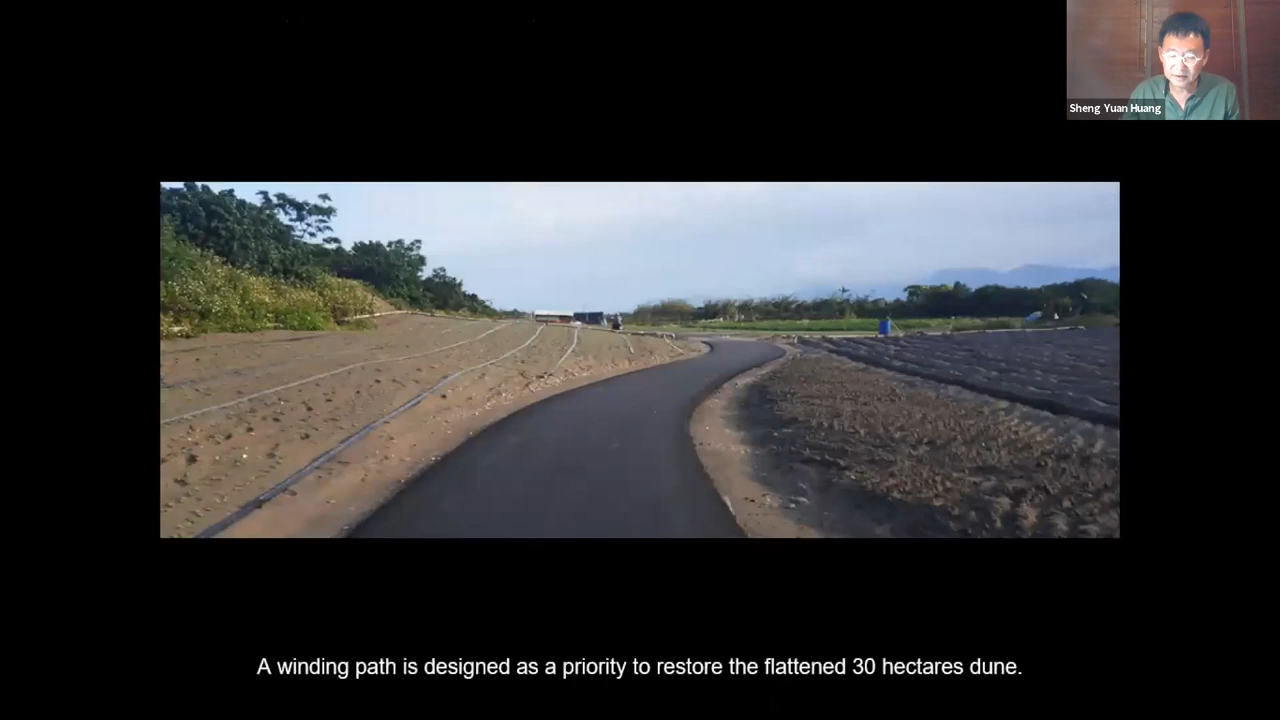 Sheng Yuan Huang
A winding path is designed as a priority to restore the flattened 30 hectares dune.